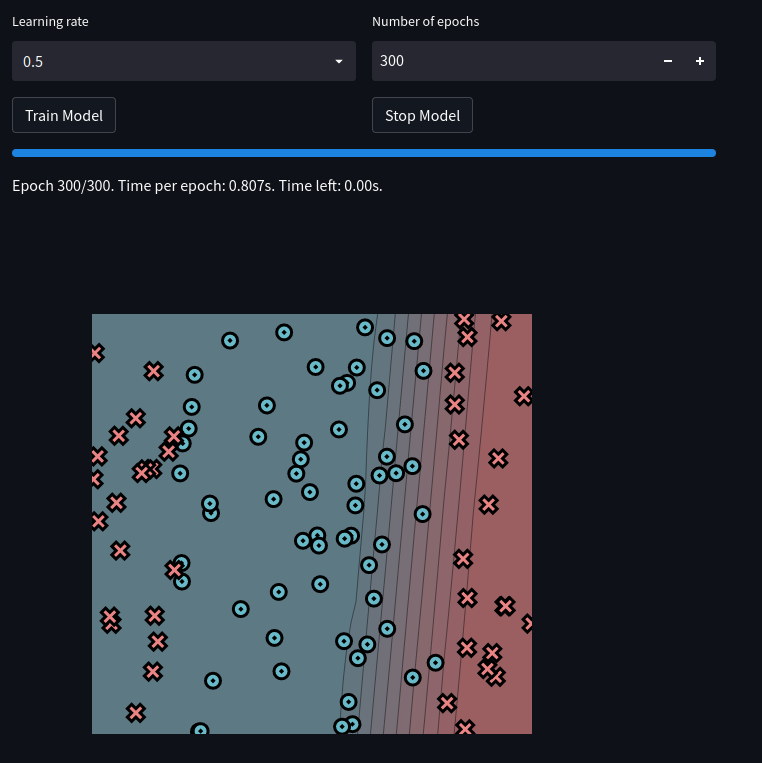 Learning rate
Number of epochs
0.5
300
Train Model
Stop Model
Epoch 300/300. Time per epoch: 0.807s. Time left: 0.00s.